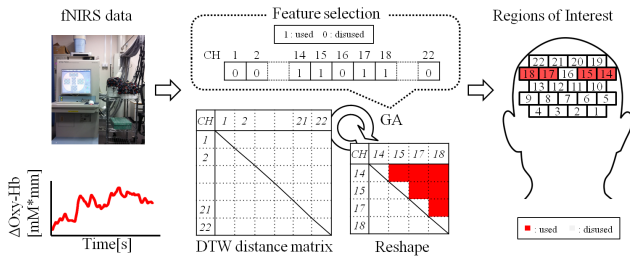 fNIRS data
Feature selection
Regions of Interest
1 : used 0 : disused
CH 1 2 14 15 16 17 18 22
0 0 1 1 0 1 1 0
GA
CH 1 2 21 22
1
2
21
22
DTW distance matrix
CH 14 15 17 18
14
15
17
18
Reshape
ΔOxy-Hb
[mM*mm]
Time[s]
22 21 20 19
18 17 16 15 14
13 12 11 10
9 8 7 6 5
4 3 2 1
: used : disused